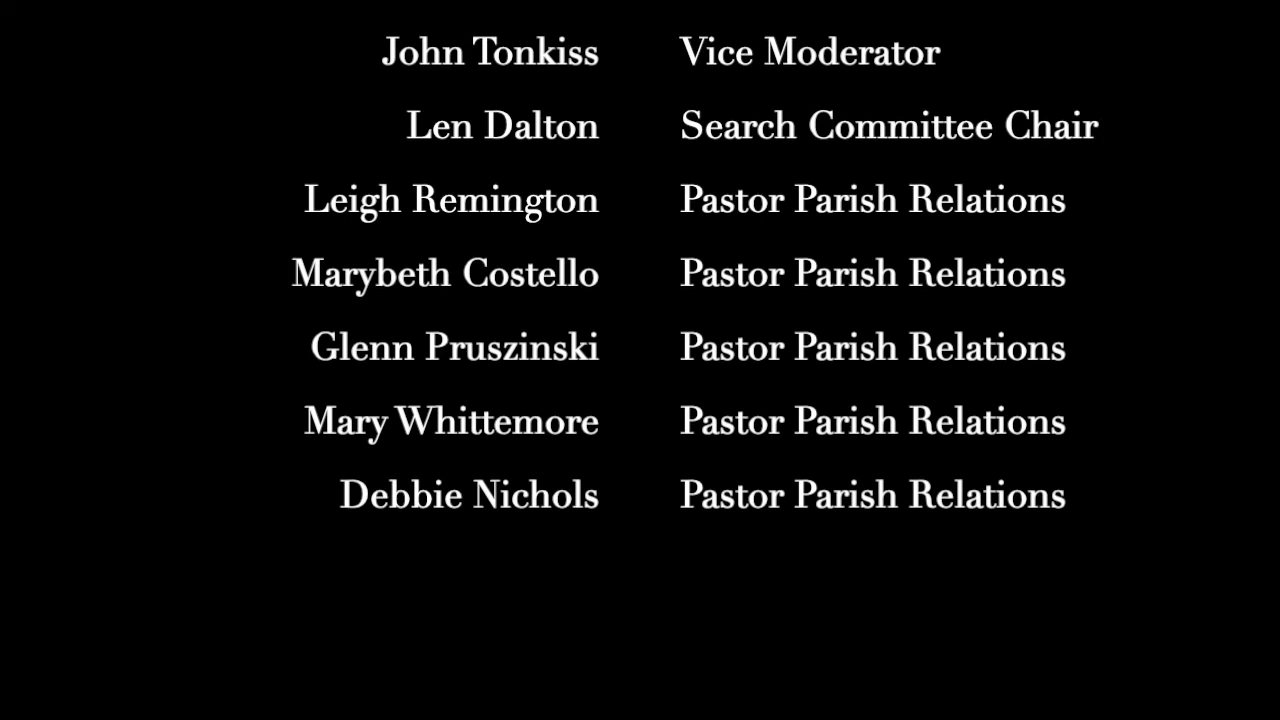 John Tonkiss Vice Moderator
Len Dalton Search Committee Chair
Leigh Remington Pastor Parish Relations
Marybeth Costello Pastor Parish Relations
Glenn Pruszinski Pastor Parish Relations
Mary Whittemore Pastor Parish Relations
Debbie Nichols Pastor Parish Relations